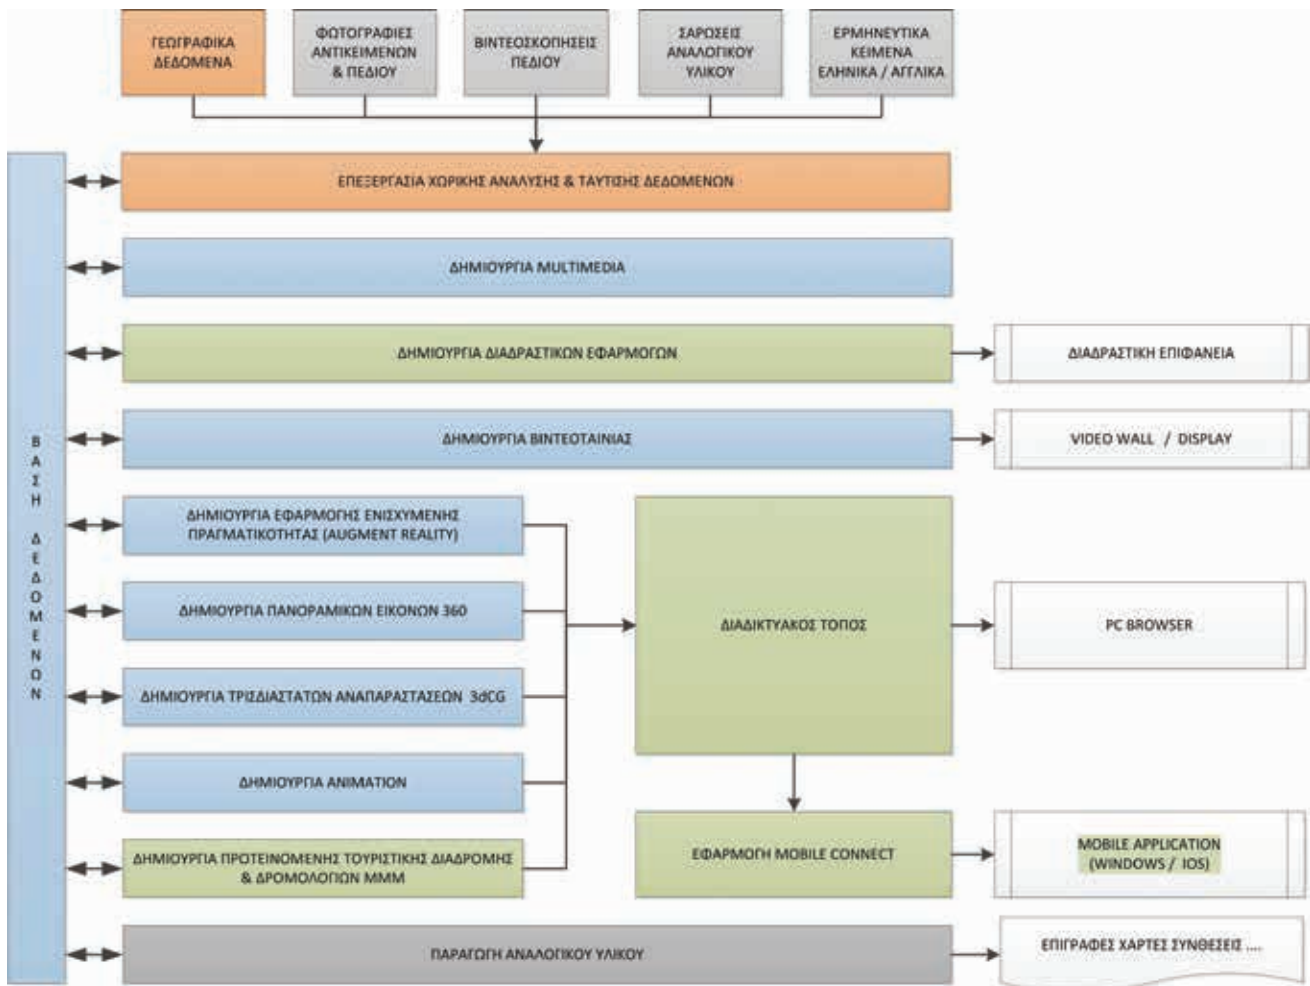 ΓΕΩΓΡΑΦΙΚΑ
ΔΕΔΟΜΕΝΑ
ΦΩΤΟΓΡΑΦΙΕΣ
ΑΝΤΙΚΕΙΜΕΝΩΝ
& ΠΕΔΙΟΥ
ΒΙΝΤΕΟΣΚΟΠΗΣΕΙΣ
ΠΕΔΙΟΥ
ΣΑΡΩΣΕΙΣ
ΑΝΑΛΟΓΙΚΟΥ
ΥΛΙΚΟΥ
ΕΡΜΗΝΕΥΤΙΚΑ
ΚΕΙΜΕΝΑ
ΕΛΗΝΙΚΑ / ΑΓΓΛΙΚΑ
ΒΑΣΗ ΔΕΔΟΜΕΝΩΝ
ΕΠΕΞΕΡΓΑΣΙΑ ΧΩΡΙΚΗΣ ΑΝΑΛΥΣΗΣ & ΤΑΥΤΙΣΗΣ ΔΕΔΟΜΕΝΩΝ
ΔΗΜΙΟΥΡΓΙΑ MULTIMEDIA
ΔΗΜΙΟΥΡΓΙΑ ΔΙΑΔΡΑΣΤΙΚΩΝ ΕΦΑΡΜΟΓΩΝ
ΔΙΑΔΡΑΣΤΙΚΗ ΕΠΙΦΑΝΕΙΑ
ΔΗΜΙΟΥΡΓΙΑ ΒΙΝΤΕΟΤΑΙΝΙΑΣ
VIDEO WALL / DISPLAY
ΔΗΜΙΟΥΡΓΙΑ ΕΦΑΡΜΟΓΗΣ ΕΝΙΣΧΥΜΕΝΗΣ
ΠΡΑΓΜΑΤΙΚΟΤΗΤΑΣ (AUGMENT REALITY)
ΔΗΜΙΟΥΡΓΙΑ ΠΑΝΟΡΑΜΙΚΩΝ ΕΙΚΟΝΩΝ 360
ΔΗΜΙΟΥΡΓΙΑ ΤΡΙΣΔΙΑΣΤΑΤΩΝ ΑΝΑΠΑΡΑΣΤΑΣΕΩΝ 3dCG
ΔΗΜΙΟΥΡΓΙΑ ANIMATION
ΔΗΜΙΟΥΡΓΙΑ ΠΡΟΤΕΙΝΟΜΕΝΗΣ ΤΟΥΡΙΣΤΙΚΗΣ ΔΙΑΔΡΟΜΗΣ
& ΔΡΟΜΟΛΟΓΙΩΝ ΜΜΜ
ΔΙΑΔΙΚΤΥΑΚΟΣ ΤΟΠΟΣ
PC BROWSER
ΕΦΑΡΜΟΓΗ MOBILE CONNECT
MOBILE APPLICATION
(WINDOWS / IOS)
ΠΑΡΑΓΩΓΗ ΑΝΑΛΟΓΙΚΟΥ ΥΛΙΚΟΥ
ΕΠΙΓΡΑΦΕΣ ΧΑΡΤΕΣ ΣΥΝΘΕΣΕΙΣ ....